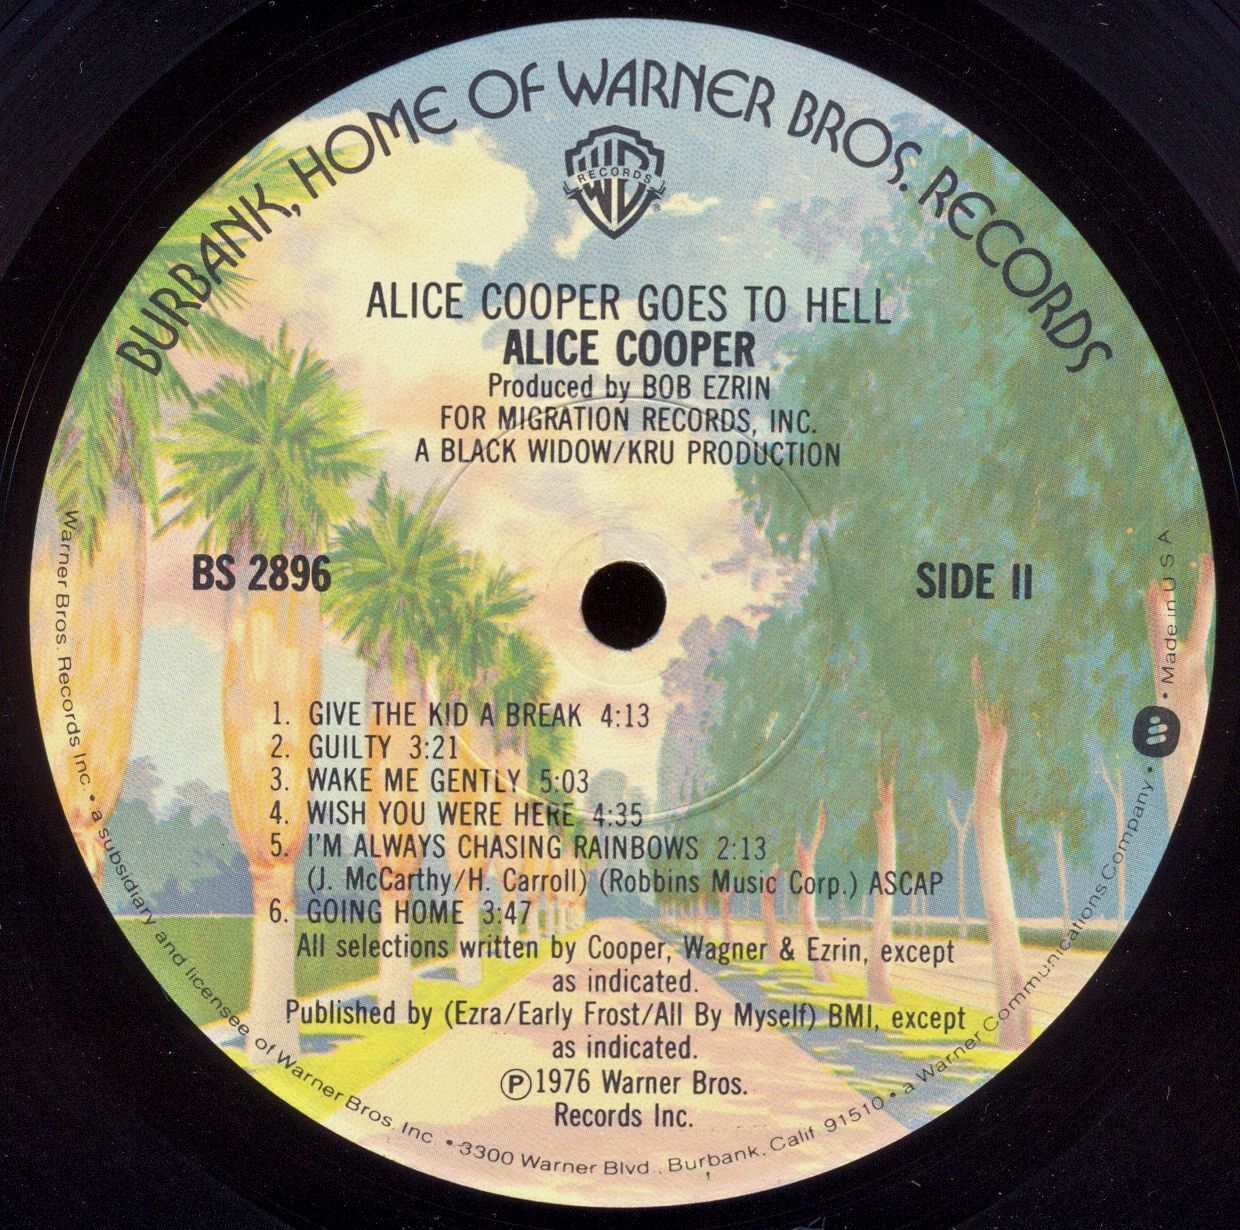 BURBANK, HOME OF WARNER BROS. RECORDS
RECORDS
ALICE COOPER GOES TO HELL
ALICE COOPER
Produced by BOB EZRIN
FOR MIGRATION RECORDS, INC.
A BLACK WIDOW/KRU PRODUCTION
BS 2896
SIDE II
1. GIVE THE KID A BREAK 4:13
2. GUILTY 3:21
3. WAKE ME GENTLY 5:03
4. WISH YOU WERE HERE 4:35
5. I'M ALWAYS CHASING RAINBOWS 2:13
(J. McCarthy/H. Carroll) (Robbins Music Corp.) ASCAP
6. GOING HOME 3:47
All selections written by Cooper, Wagner & Ezrin, except
as indicated.
Published by (Ezra/Early Frost/All By Myself) BMI, except
as indicated.
Ⓟ1976 Warner Bros.
Records Inc.
Warner Bros. Records Inc. • a subsidiary and licensee of Warner Bros. Inc. • 3300 Warner Blvd., Burbank, Calif. 91510 • a Warner Communications Company • Made in U S A